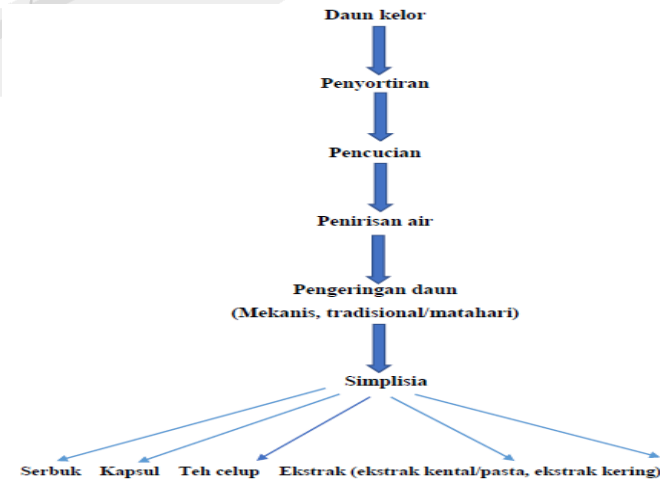 Daun kelor
Penyortiran
Pencucian
Penirisan air
Pengeringan daun
(Mekanis, tradisional/matahari)
Simplisia
Serbuk Kapsul Teh celup Ekstrak (ekstrak kental/pasta, ekstrak kering)